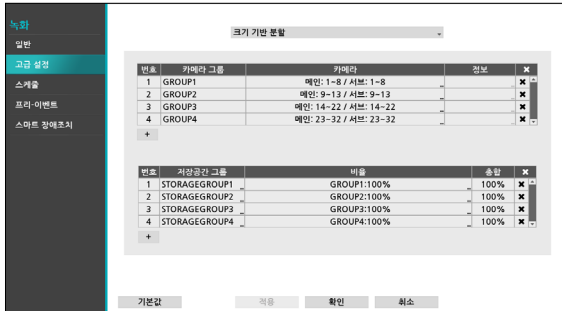 녹화
일반
고급 설정
스케줄
프리-이벤트
스마트 장애조치
크기 기반 분할
번호 카메라 그룹 카메라 정보 ✖
1 GROUP1 메인: 1~8 / 서브: 1~8 ... ... ✖
2 GROUP2 메인: 9~13 / 서브: 9~13 ... ... ✖
3 GROUP3 메인: 14~22 / 서브: 14~22 ... ... ✖
4 GROUP4 메인: 23~32 / 서브: 23~32 ... ... ✖
+
번호 저장공간 그룹 비율 총합 ✖
1 STORAGEGROUP1 ... GROUP1:100% ... 100% ✖
2 STORAGEGROUP2 ... GROUP2:100% ... 100% ✖
3 STORAGEGROUP3 ... GROUP3:100% ... 100% ✖
4 STORAGEGROUP4 ... GROUP4:100% ... 100% ✖
+
기본값 적용 확인 취소